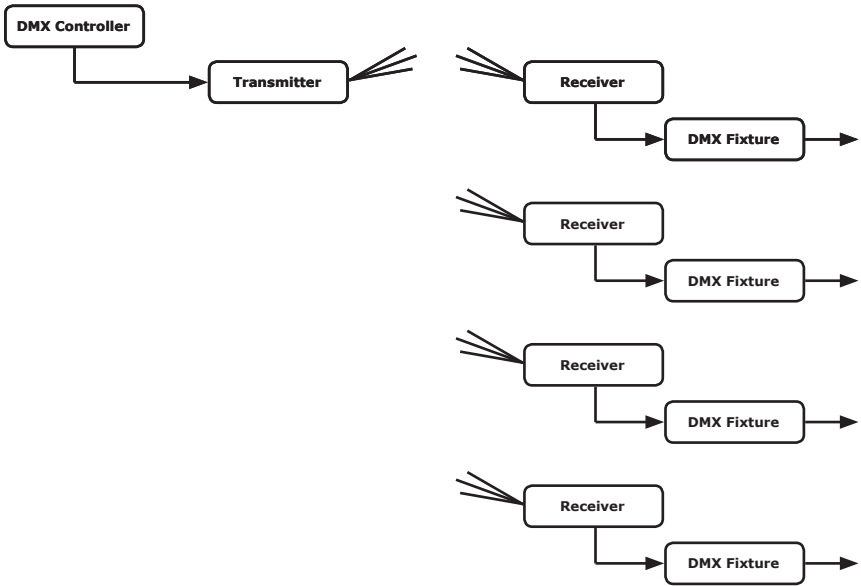 DMX Controller
Transmitter
Receiver
DMX Fixture
Receiver
DMX Fixture
Receiver
DMX Fixture
Receiver
DMX Fixture